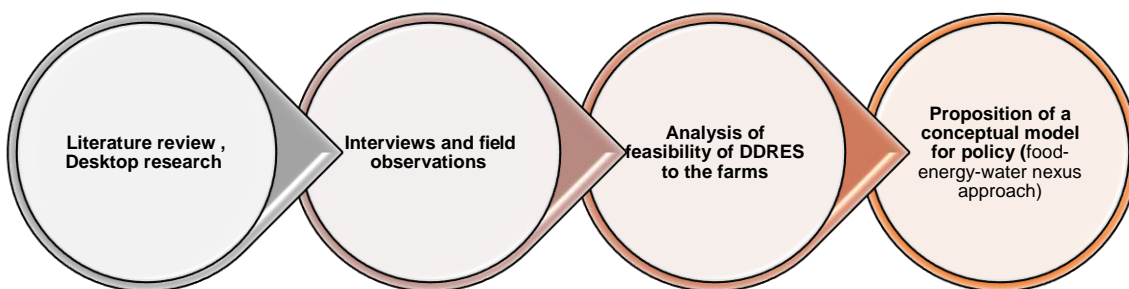 Literature review ,
Desktop research
Interviews and field
observations
Analysis of
feasibility of DDRES
to the farms
Proposition of a
conceptual model
for policy (food-
energy-water nexus
approach)